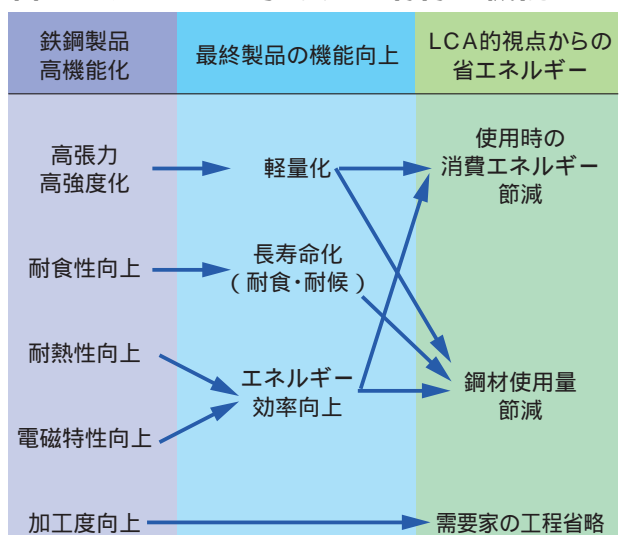 鉄鋼製品
高機能化
最終製品の機能向上
LCA的視点からの
省エネルギー
高張力
高強度化
軽量化
使用時の
消費エネルギー
節減
耐食性向上
長寿命化
(耐食・耐候)
耐熱性向上
エネルギー
効率向上
鋼材使用量
節減
電磁特性向上
加工度向上
需要家の工程省略